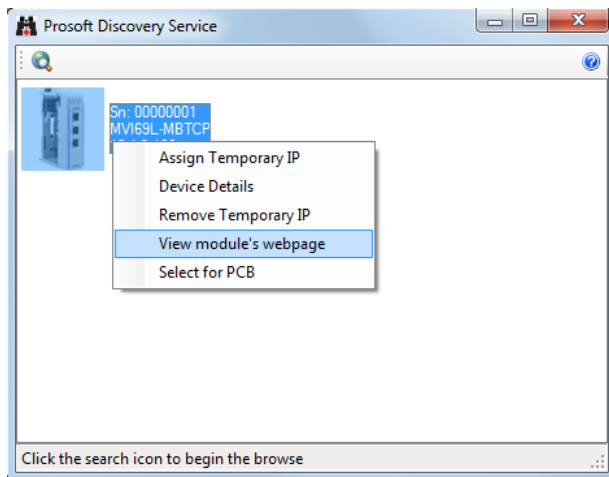 Prosoft Discovery Service
Sn: 00000001
MVI69L-MBTCP
Assign Temporary IP
Device Details
Remove Temporary IP
View module's webpage
Select for PCB
Click the search icon to begin the browse